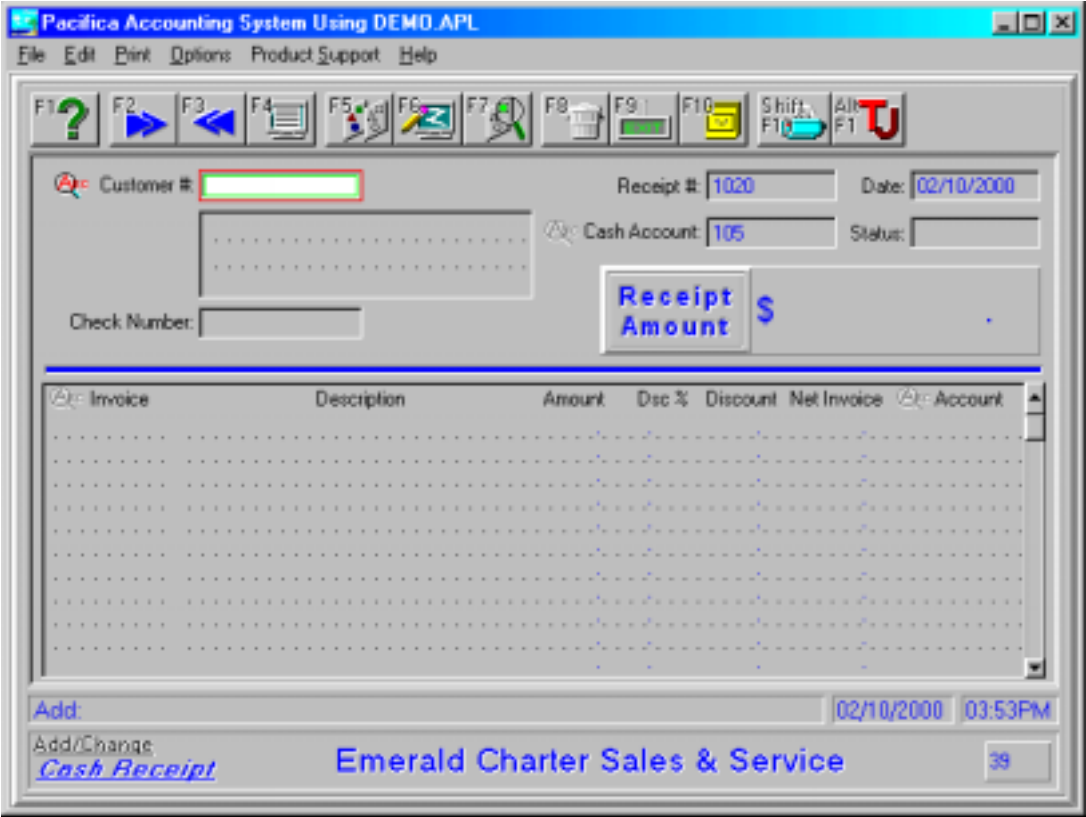 Pacifica Accounting System Using DEMO.APL
File Edit Print Options Product Support Help
F1 F2 F3 F4 F5 F6 F7 F8 F9 EXIT F10 Shift F10 Alt F1
Customer #: Receipt #: 1020 Date: 02/10/2000
Cash Account: 105 Status:
Receipt Amount $ .
Check Number:
Invoice Description Amount Dsc % Discount Net Invoice Account
Add: 02/10/2000 03:53PM
Add/Change
Cash Receipt Emerald Charter Sales & Service 39